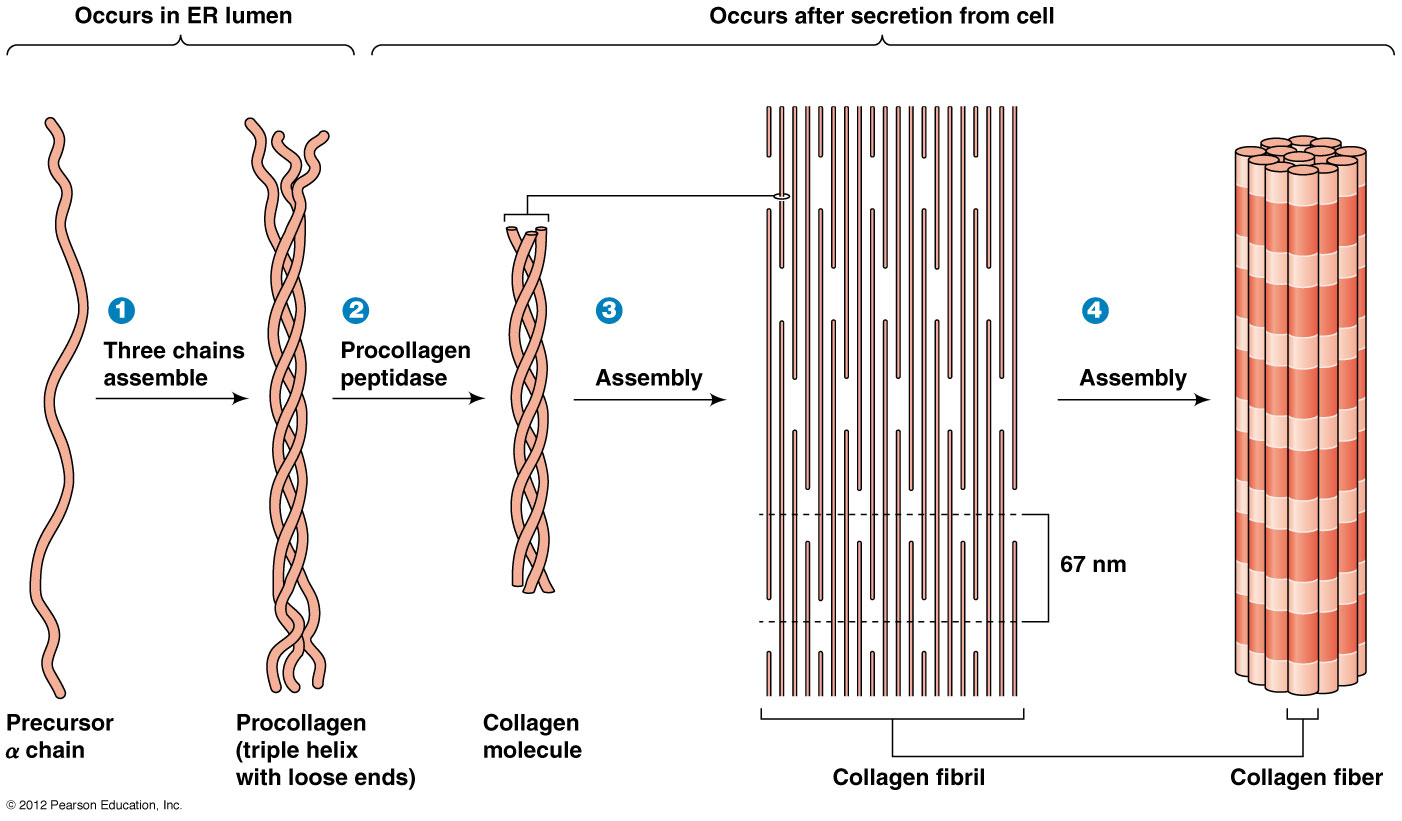 Occurs in ER lumen
Occurs after secretion from cell
1
Three chains
assemble
2
Procollagen
peptidase
3
Assembly
4
Assembly
67 nm
Precursor
α chain
Procollagen
(triple helix
with loose ends)
Collagen
molecule
Collagen fibril
Collagen fiber
© 2012 Pearson Education, Inc.